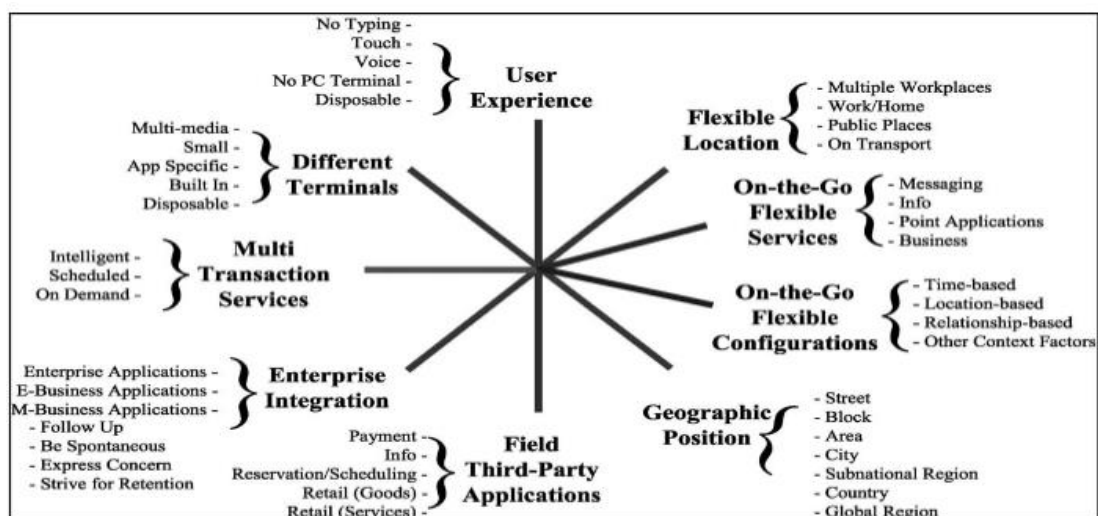 No Typing -
Touch -
Voice -
No PC Terminal -
Disposable -
User
Experience
Flexible
Location
- Multiple Workplaces
- Work/Home
- Public Places
- On Transport
Multi-media -
Small -
App Specific -
Built In -
Disposable -
Different
Terminals
On-the-Go
Flexible
Services
- Messaging
- Info
- Point Applications
- Business
Intelligent -
Scheduled -
On Demand -
Multi
Transaction
Services
On-the-Go
Flexible
Configurations
- Time-based
- Location-based
- Relationship-based
- Other Context Factors
Enterprise Applications -
E-Business Applications -
M-Business Applications -
- Follow Up
- Be Spontaneous
- Express Concern
- Strive for Retention
Enterprise
Integration
Payment -
Info -
Reservation/Scheduling -
Retail (Goods) -
Retail (Services) -
Field
Third-Party
Applications
Geographic
Position
- Street
- Block
- Area
- City
- Subnational Region
- Country
- Global Region